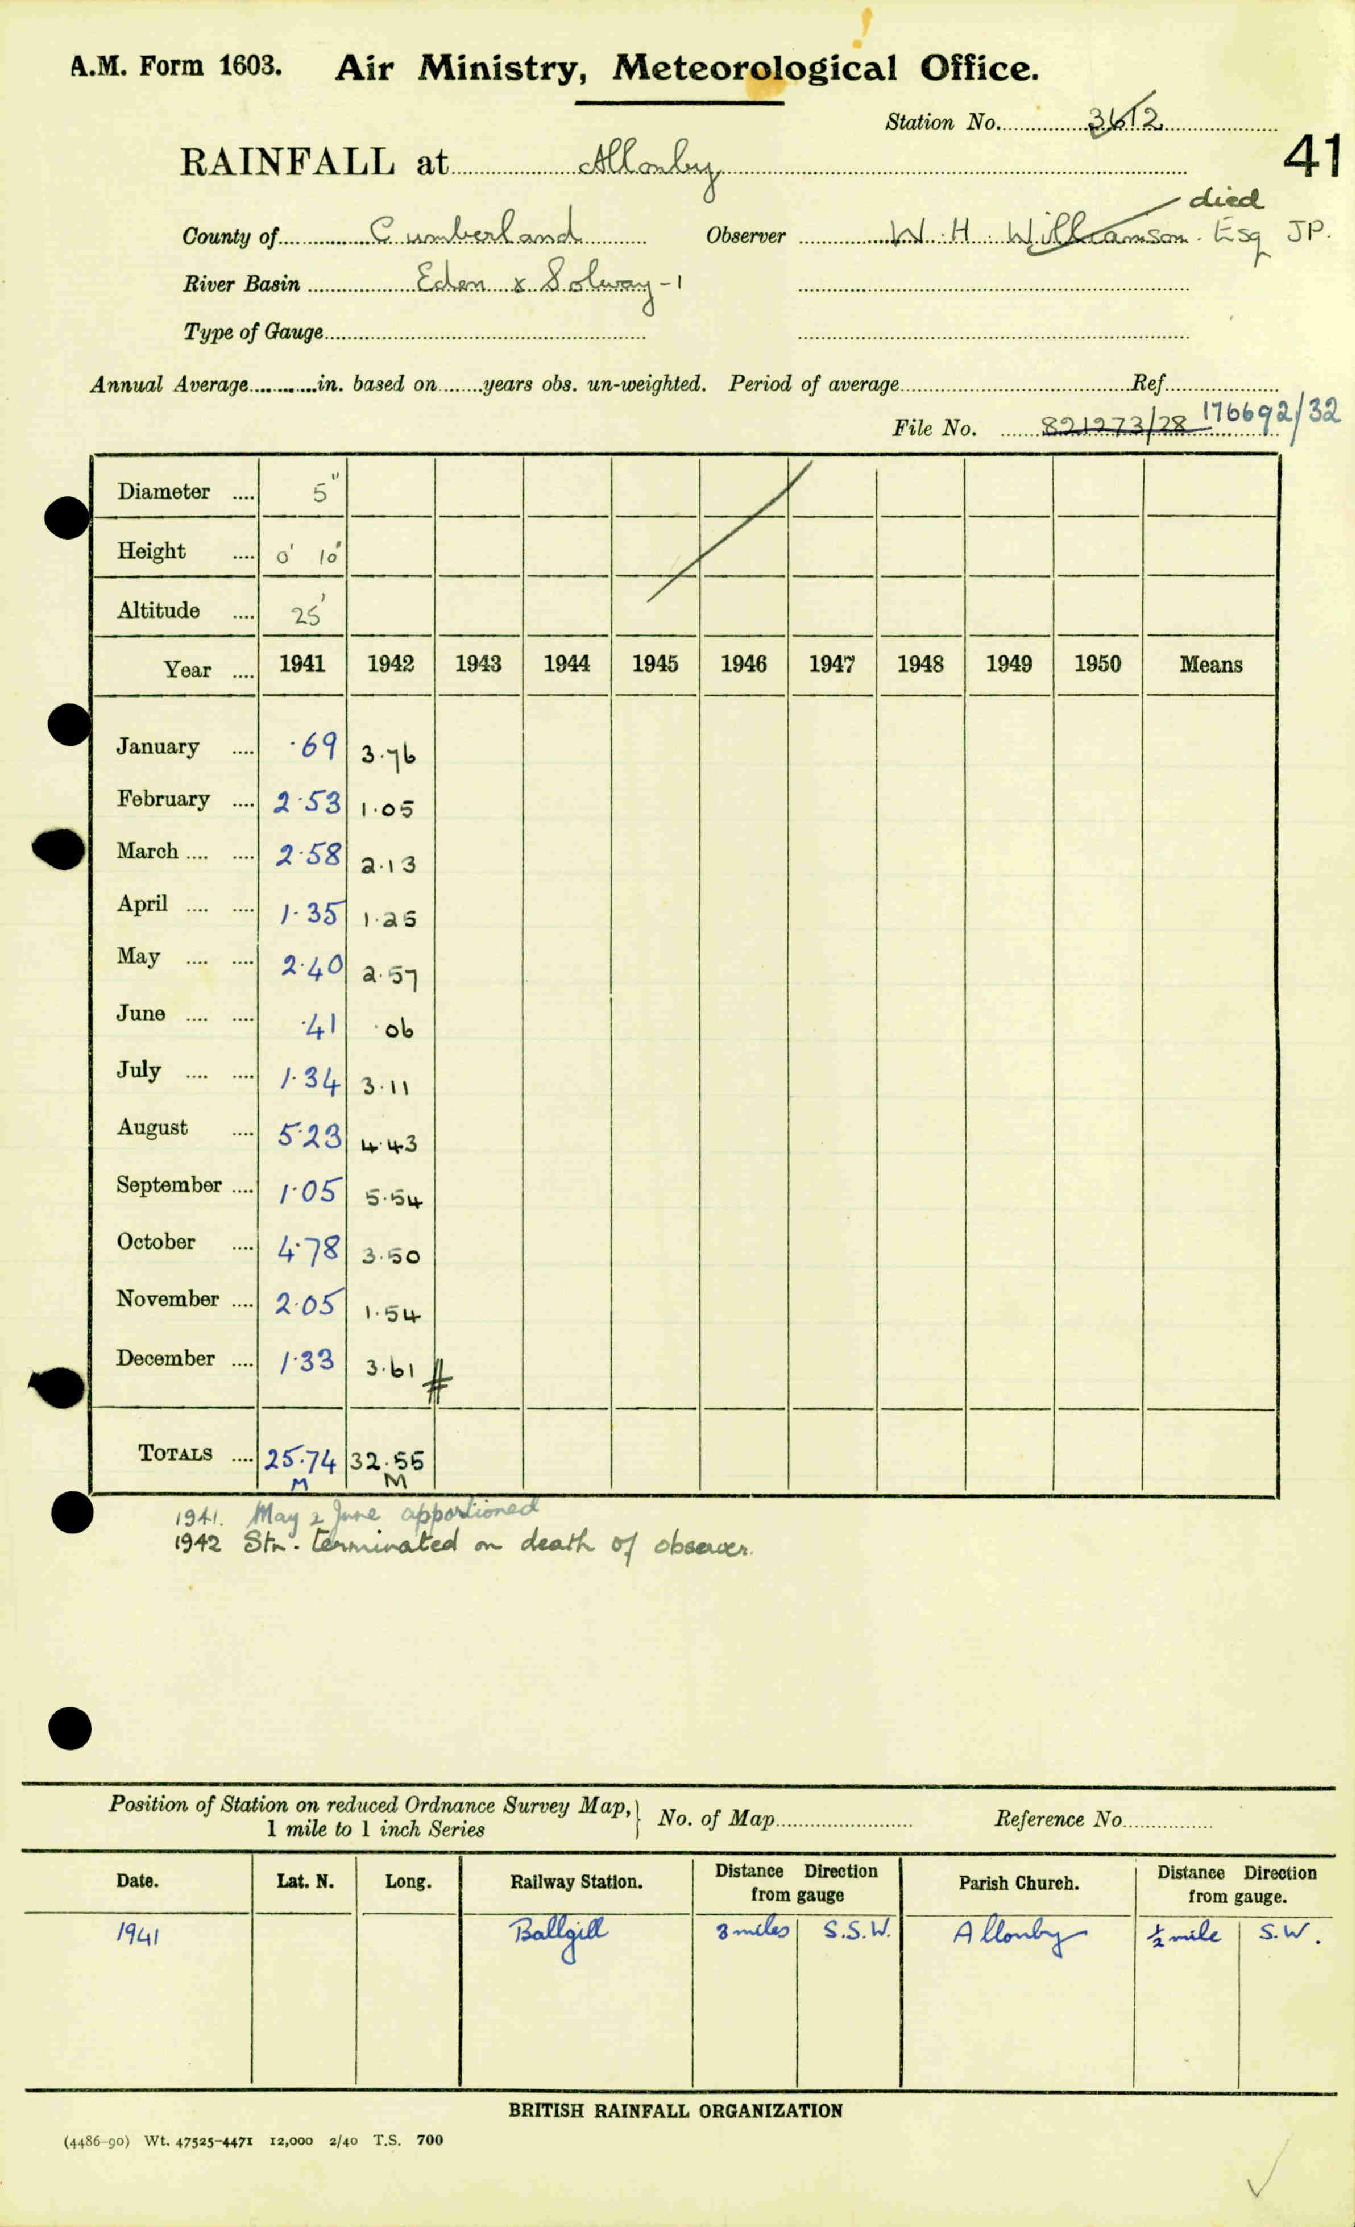 A.M. Form 1603. Air Ministry, Meteorological Office.
Station No. 3612
41
RAINFALL at Allonby
died
County of Cumberland Observer W. H. Williamson. Esq JP.
River Basin Eden & Solway - 1
Type of Gauge
Annual Average in. based on years obs. un-weighted. Period of average Ref.
File No. 821273/28 176692/32
Diameter 5"
Height 0' 10"
Altitude 25'
Year 1941 1942 1943 1944 1945 1946 1947 1948 1949 1950 Means
January ·69 3·76
February 2·53 1·05
March 2·58 2·13
April 1·35 1·25
May 2·40 2·57
June ·41 ·06
July 1·34 3·11
August 5·23 4·43
September 1·05 5·54
October 4·78 3·50
November 2·05 1·54
December 1·33 3·61
TOTALS 25·74 32·55
M M
1941. May & June apportioned
1942 Stn. terminated on death of observer.
Position of Station on reduced Ordnance Survey Map, 1 mile to 1 inch Series } No. of Map Reference No.
Date. Lat. N. Long. Railway Station. Distance Direction from gauge Parish Church. Distance Direction from gauge.
1941 Bullgill 3 miles S.S.W. Allonby ½ mile S.W.
BRITISH RAINFALL ORGANIZATION
(4486-90) Wt. 47525-4471 12,000 2/40 T.S. 700